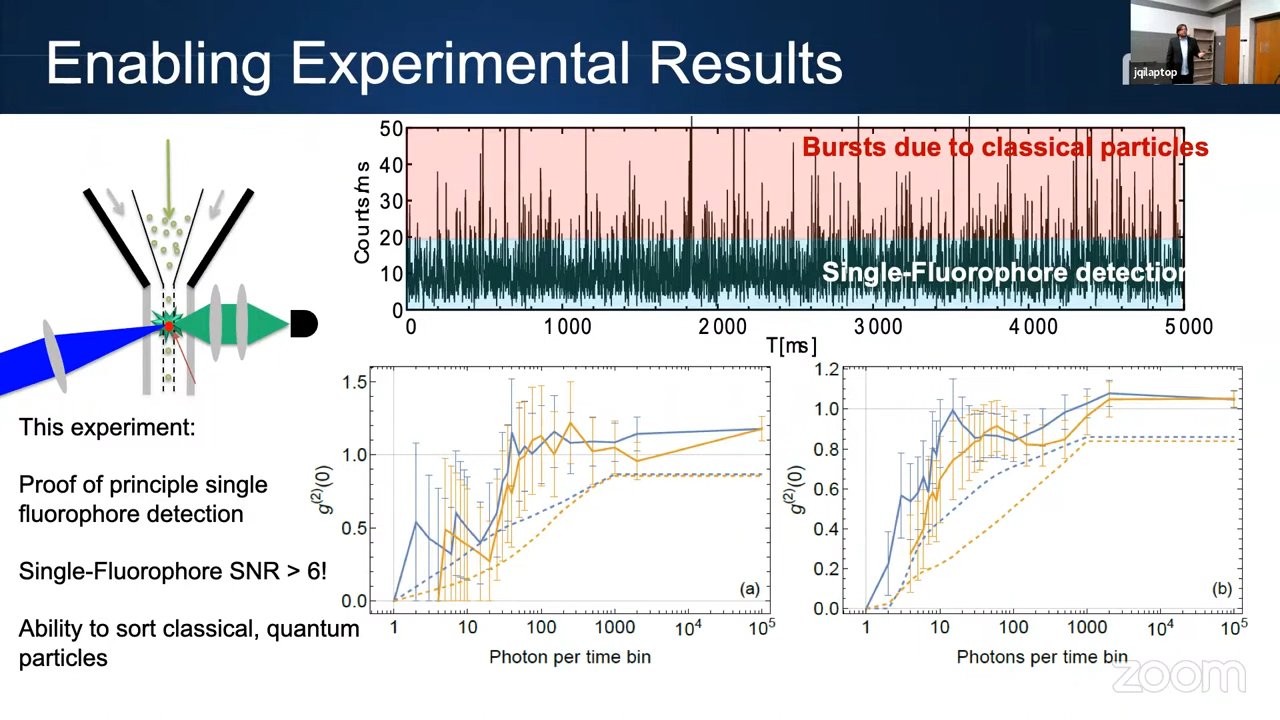 Enabling Experimental Results
jqilaptop
50
40
30
20
10
0
Counts/ms
Bursts due to classical particles
Single-Fluorophore detection
0
1000
2000
3000
4000
5000
T[ms]
This experiment:
Proof of principle single
fluorophore detection
Single-Fluorophore SNR > 6!
Ability to sort classical, quantum
particles
1.5
1.0
0.5
0.0
g(2)(0)
(a)
1
10
100
1000
10⁴
10⁵
Photon per time bin
1.2
1.0
0.8
0.6
0.4
0.2
0.0
g(2)(0)
(b)
1
10
100
1000
10⁴
10⁵
Photons per time bin
zoom